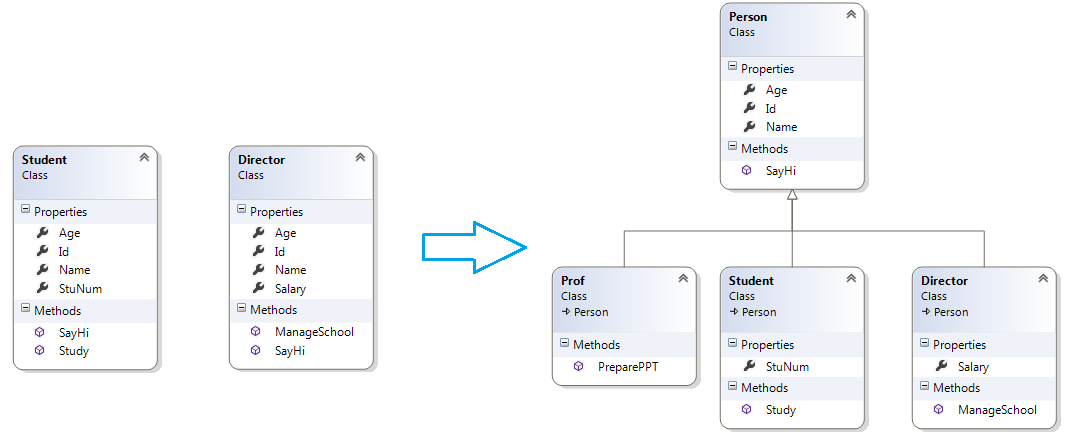 Student
Class
Properties
Age
Id
Name
StuNum
Methods
SayHi
Study
Director
Class
Properties
Age
Id
Name
Salary
Methods
ManageSchool
SayHi
Person
Class
Properties
Age
Id
Name
Methods
SayHi
Prof
Class
Person
Methods
PreparePPT
Student
Class
Person
Properties
StuNum
Methods
Study
Director
Class
Person
Properties
Salary
Methods
ManageSchool